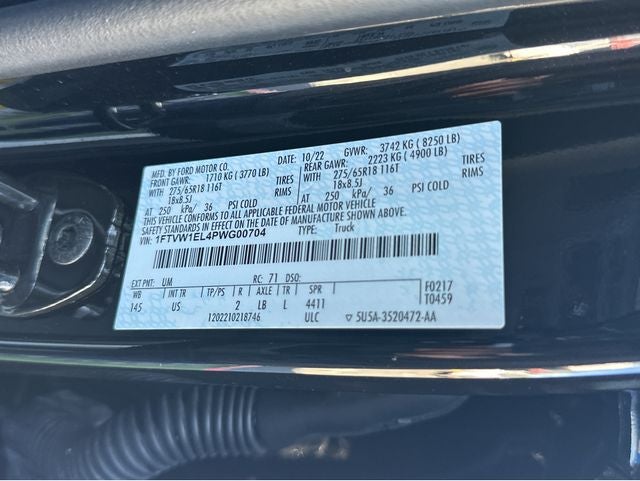 MFD. BY FORD MOTOR CO.
DATE: 10/22
GVWR: 3742 KG ( 8250 LB)
FRONT GAWR: 1710 KG ( 3770 LB)
REAR GAWR: 2223 KG ( 4900 LB)
WITH 275/65R18 116T TIRES
WITH 275/65R18 116T TIRES
18x8.5J RIMS
18x8.5J RIMS
AT 250 kPa/ 36 PSI COLD
AT 250 kPa/ 36 PSI COLD
THIS VEHICLE CONFORMS TO ALL APPLICABLE FEDERAL MOTOR VEHICLE
SAFETY STANDARDS IN EFFECT ON THE DATE OF MANUFACTURE SHOWN ABOVE.
VIN: 1FTVW1EL4PWG00704
TYPE: Truck
EXT PNT: UM RC: 71 DSO:
WB INT TR TP/PS R AXLE TR SPR F0217
145 US 2 LB L 4411 T0459
1202210218746 ULC ▽ 5U5A-3520472-AA